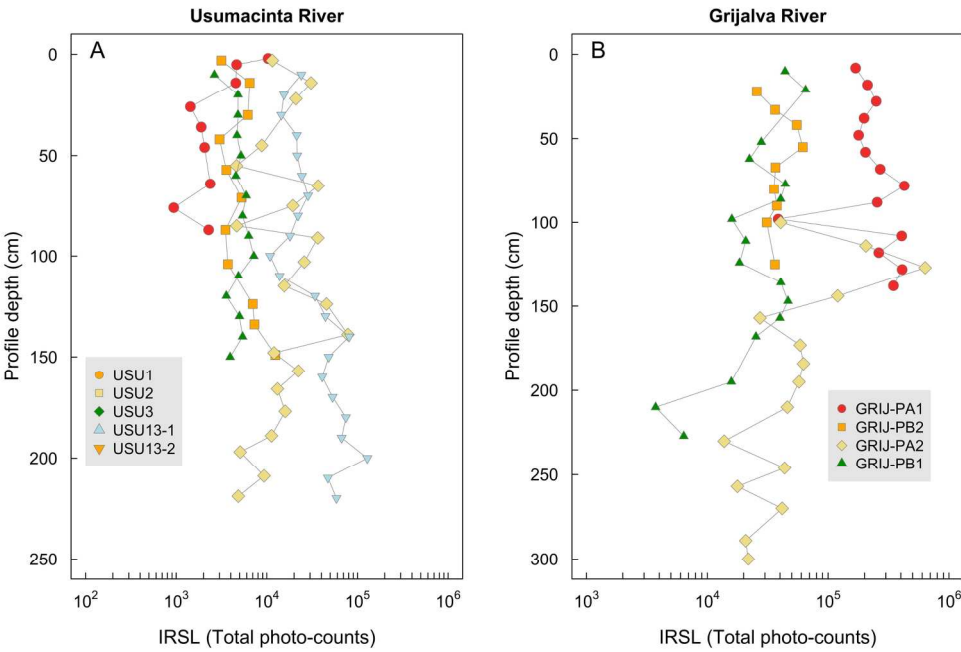 Usumacinta River
Grijalva River
A
B
Profile depth (cm)
0
50
100
150
200
250
USU1
USU2
USU3
USU13-1
USU13-2
10²
10³
10⁴
10⁵
10⁶
IRSL (Total photo-counts)
Profile depth (cm)
0
50
100
150
200
250
300
GRIJ-PA1
GRIJ-PB2
GRIJ-PA2
GRIJ-PB1
10³
10⁴
10⁵
10⁶
IRSL (Total photo-counts)